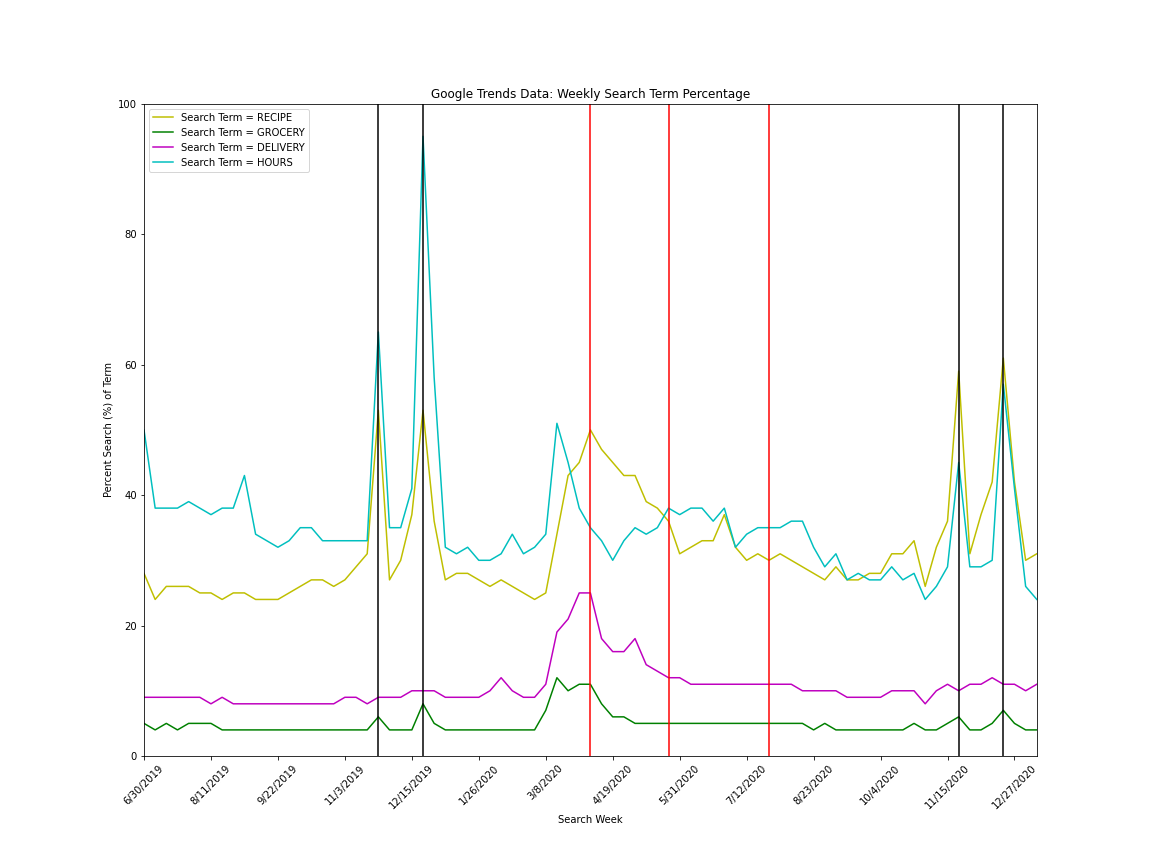 Google Trends Data: Weekly Search Term Percentage
Search Term = RECIPE
Search Term = GROCERY
Search Term = DELIVERY
Search Term = HOURS
Percent Search (%) of Term
100
80
60
40
20
0
6/30/2019
8/11/2019
9/22/2019
11/3/2019
12/15/2019
1/26/2020
3/8/2020
4/19/2020
5/31/2020
7/12/2020
8/23/2020
10/4/2020
11/15/2020
12/27/2020
Search Week